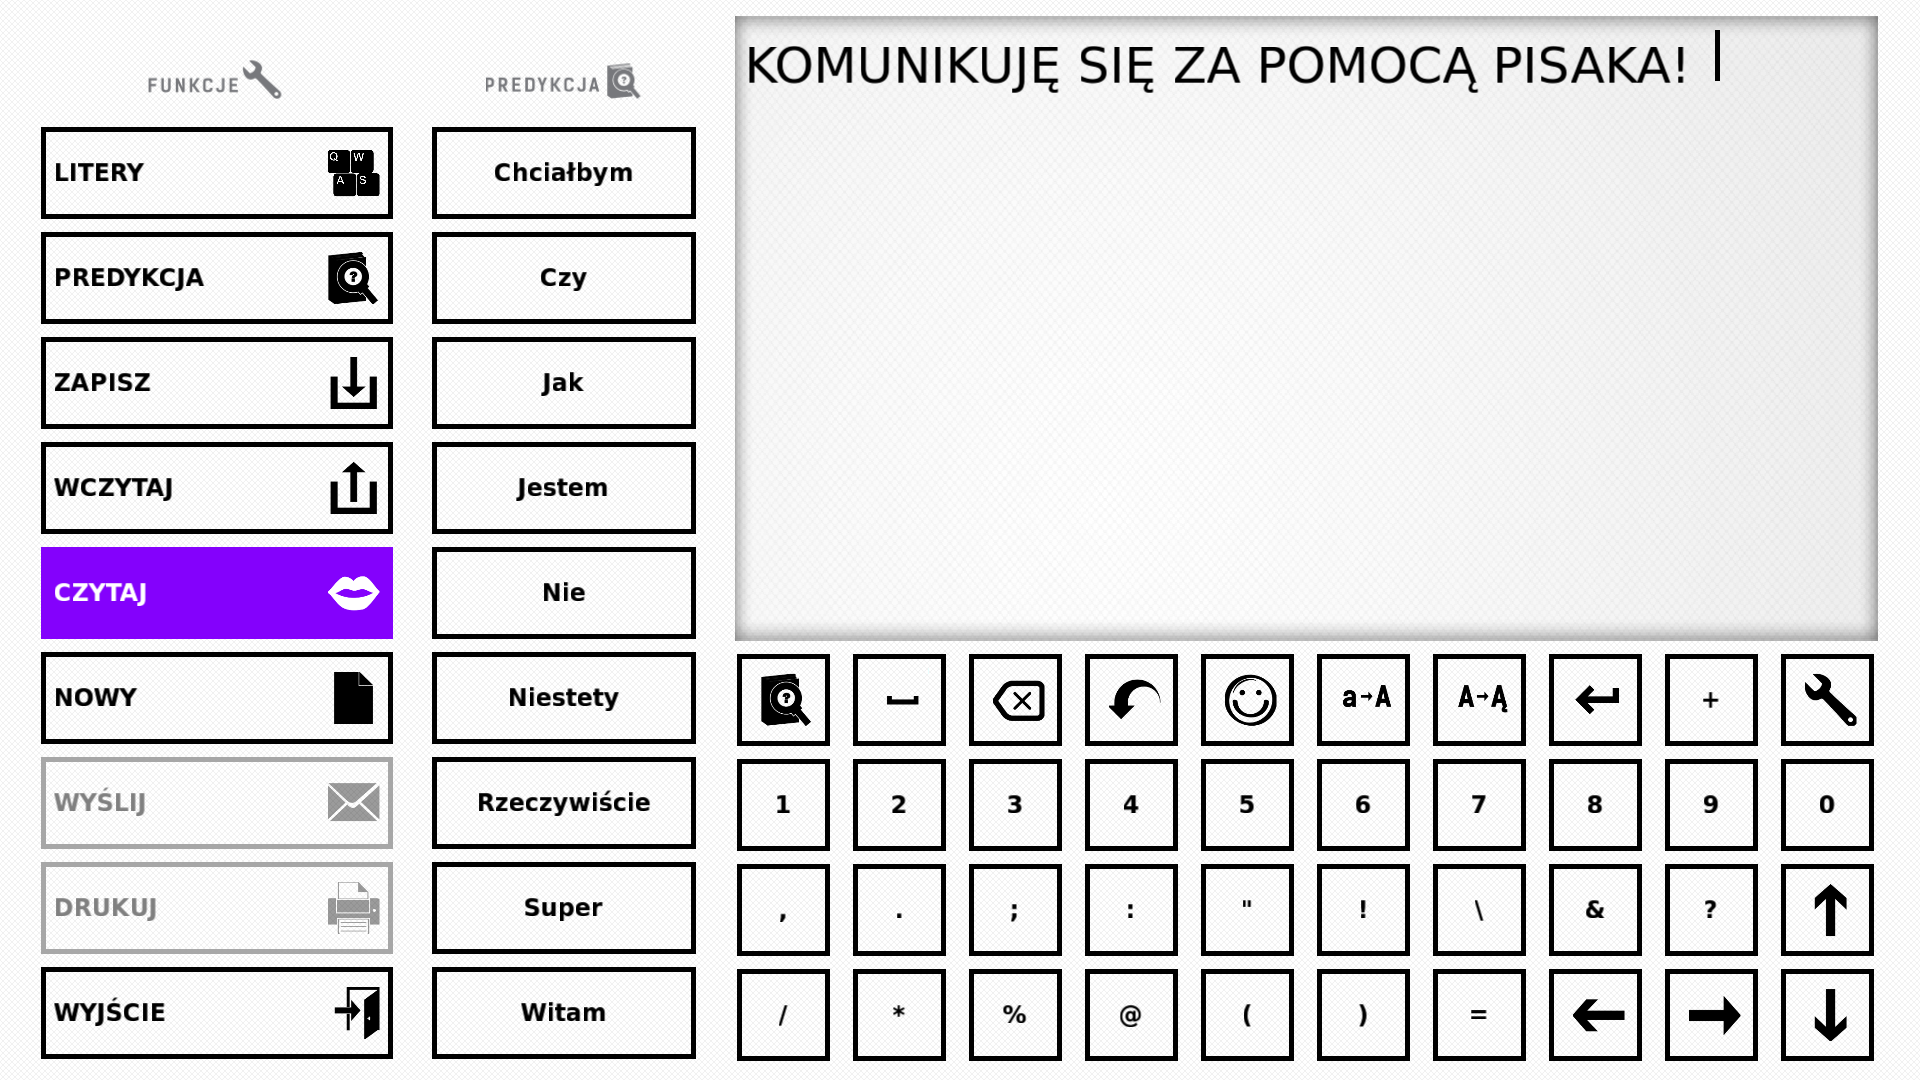 FUNKCJE
LITERY
Q W
A S
PREDYKCJA
?
ZAPISZ
WCZYTAJ
CZYTAJ
NOWY
WYŚLIJ
DRUKUJ
WYJŚCIE
PREDYKCJA ?
Chciałbym
Czy
Jak
Jestem
Nie
Niestety
Rzeczywiście
Super
Witam
KOMUNIKUJĘ SIĘ ZA POMOCĄ PISAKA!
? a→A A→Ą +
1 2 3 4 5 6 7 8 9 0
, . ; : " ! \ & ?
/ * % @ ( ) =